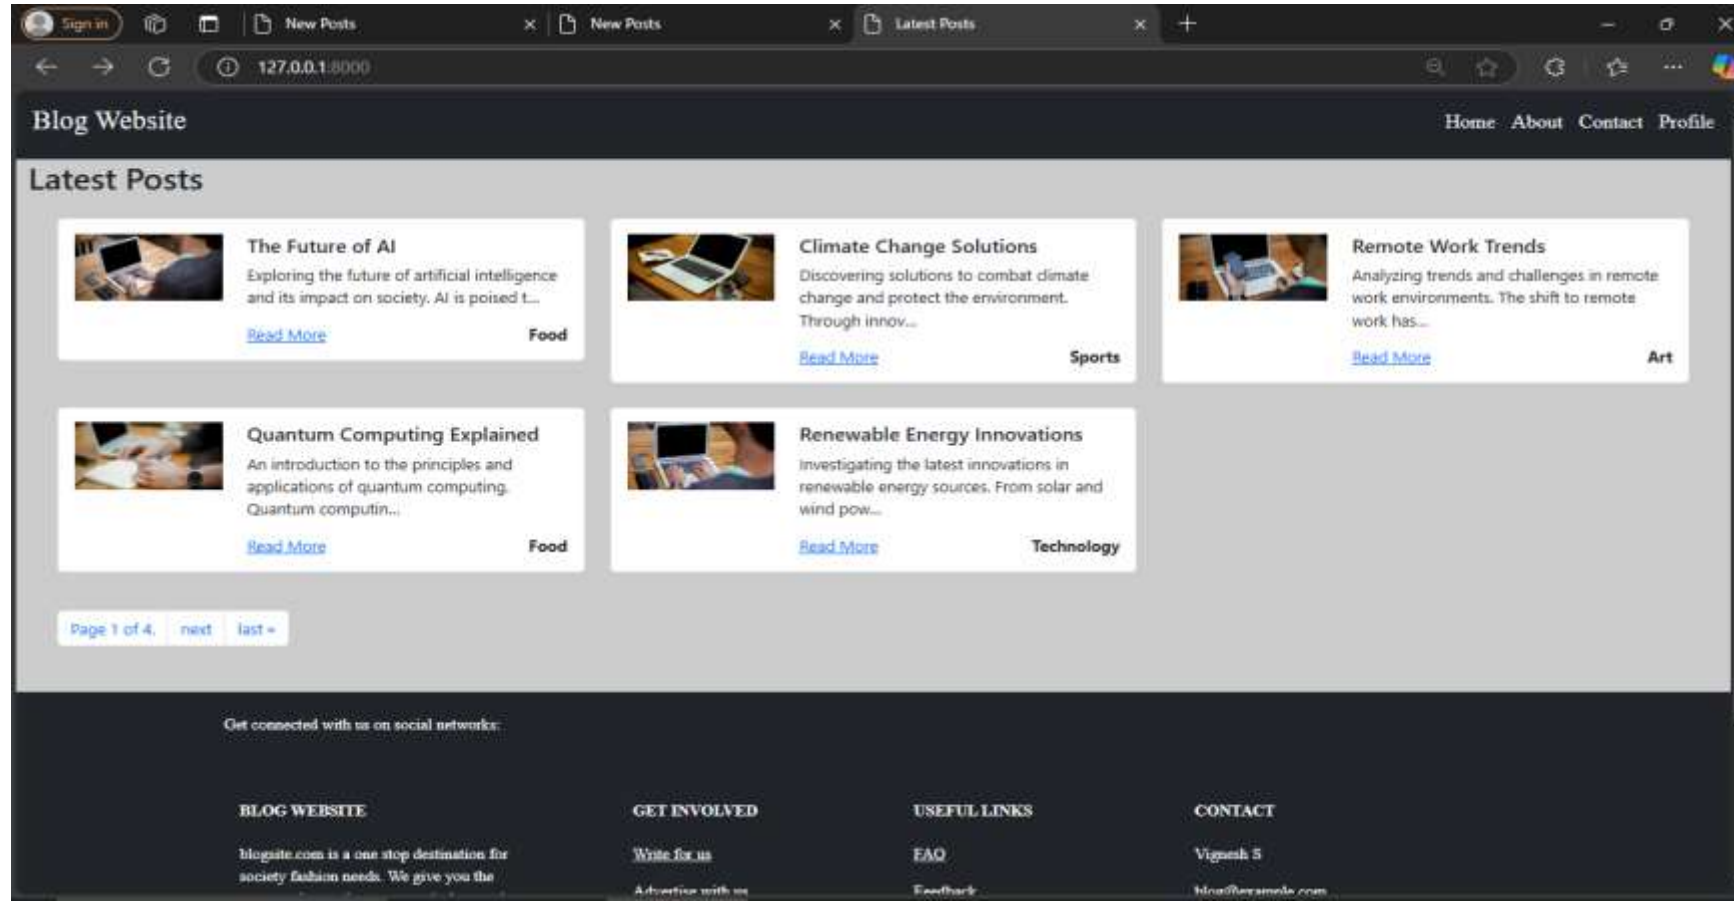 Sign in
New Posts
New Posts
Latest Posts
127.0.0.1:8000
Blog Website
Home About Contact Profile
Latest Posts
The Future of AI
Exploring the future of artificial intelligence
and its impact on society. AI is poised t...
Read More
Food
Climate Change Solutions
Discovering solutions to combat climate
change and protect the environment.
Through innov...
Read More
Sports
Remote Work Trends
Analyzing trends and challenges in remote
work environments. The shift to remote
work has...
Read More
Art
Quantum Computing Explained
An introduction to the principles and
applications of quantum computing.
Quantum computin...
Read More
Food
Renewable Energy Innovations
Investigating the latest innovations in
renewable energy sources. From solar and
wind pow...
Read More
Technology
Page 1 of 4. next last »
Get connected with us on social networks:
BLOG WEBSITE
blogsite.com is a one stop destination for
society fashion needs. We give you the
GET INVOLVED
Write for us
Advertise with us
USEFUL LINKS
FAQ
Feedback
CONTACT
Vignesh S
blog@example.com